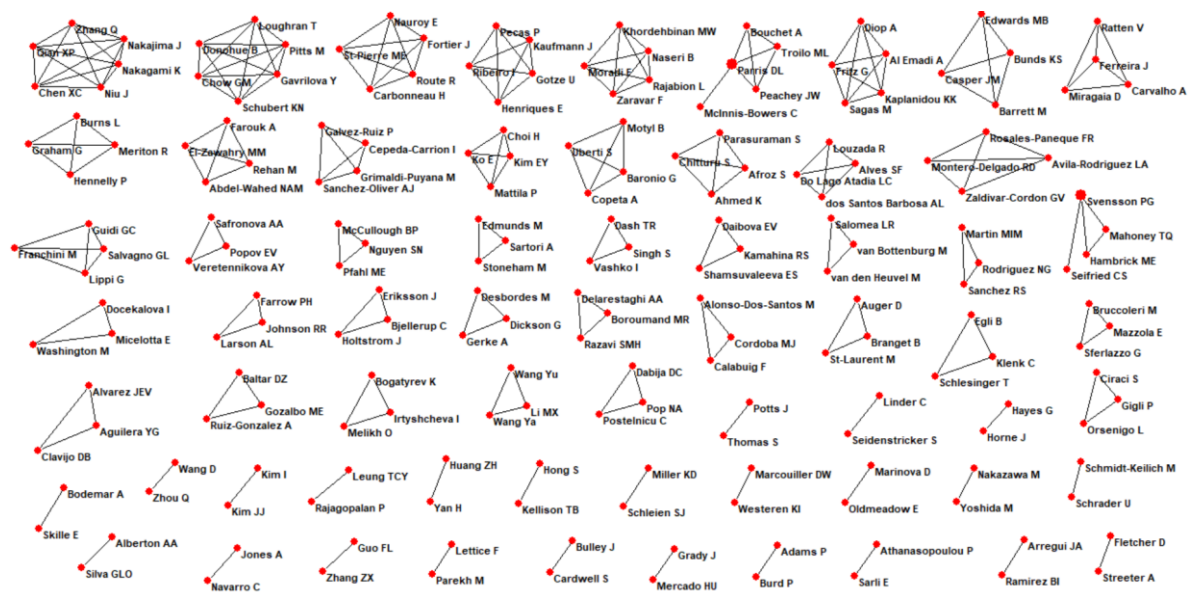 Zhang Q
Qian XP
Nakajima J
Nakagami K
Chen XC
Niu J
Loughran T
Donohue B
Pitts M
Chow GM
Gavrilova Y
Schubert KN
Nauroy E
St-Pierre ME
Fortier J
Route R
Carbonneau H
Pecas P
Kaufmann J
Ribeiro I
Gotze U
Henriques E
Khordehbinan MW
Naseri B
Moradi E
Rajabion L
Zaravar F
Bouchet A
Troilo ML
Parris DL
Peachey JW
McInnis-Bowers C
Diop A
Al Emadi A
Fritz G
Kaplanidou KK
Sagas M
Edwards MB
Bunds KS
Casper JM
Barrett M
Ratten V
Ferreira J
Miragaia D
Carvalho A
Burns L
Graham G
Meriton R
Hennelly P
Farouk A
El-Zawahry MM
Rehan M
Abdel-Wahed NAM
Galvez-Ruiz P
Cepeda-Carrion I
Grimaldi-Puyana M
Sanchez-Oliver AJ
Choi H
Ko E
Kim EY
Mattila P
Motyl B
Uberti S
Baronio G
Copeta A
Parasuraman S
Chitturu S
Afroz S
Ahmed K
Louzada R
Alves SF
Do Lago Atadia LC
dos Santos Barbosa AL
Rosales-Paneque FR
Montero-Delgado RD
Avila-Rodriguez LA
Zaldivar-Cordon GV
Guidi GC
Franchini M
Salvagno GL
Lippi G
Safronova AA
Popov EV
Veretennikova AY
McCullough BP
Nguyen SN
Pfahl ME
Edmunds M
Sartori A
Stoneham M
Dash TR
Singh S
Vashko I
Daibova EV
Kamahina RS
Shamsuvaleeva ES
Salomea LR
van Bottenburg M
van den Heuvel M
Martin MIM
Rodriguez NG
Sanchez RS
Svensson PG
Mahoney TQ
Hambrick ME
Seifried CS
Docekalova I
Micelotta E
Washington M
Farrow PH
Johnson RR
Larson AL
Eriksson J
Bjellerup C
Holtstrom J
Desbordes M
Dickson G
Gerke A
Delarestaghi AA
Boroumand MR
Razavi SMH
Alonso-Dos-Santos M
Cordoba MJ
Calabuig F
Auger D
Branget B
St-Laurent M
Egli B
Klenk C
Schlesinger T
Bruccoleri M
Mazzola E
Sferlazzo G
Alvarez JEV
Aguilera YG
Clavijo DB
Baltar DZ
Gozalbo ME
Ruiz-Gonzalez A
Bogatyrev K
Irtyshcheva I
Melikh O
Wang Yu
Li MX
Wang Ya
Dabija DC
Pop NA
Postelnicu C
Potts J
Thomas S
Linder C
Seidenstricker S
Hayes G
Horne J
Ciraci S
Gigli P
Orsenigo L
Bodemar A
Skille E
Wang D
Zhou Q
Kim I
Kim JJ
Leung TCY
Rajagopalan P
Huang ZH
Yan H
Hong S
Kellison TB
Miller KD
Schleien SJ
Marcouiller DW
Westeren KI
Marinova D
Oldmeadow E
Nakazawa M
Yoshida M
Schmidt-Keilich M
Schrader U
Alberton AA
Silva GLO
Jones A
Navarro C
Guo FL
Zhang ZX
Lettice F
Parekh M
Bulley J
Cardwell S
Grady J
Mercado HU
Adams P
Burd P
Athanasopoulou P
Sarli E
Arregui JA
Ramirez BI
Fletcher D
Streeter A